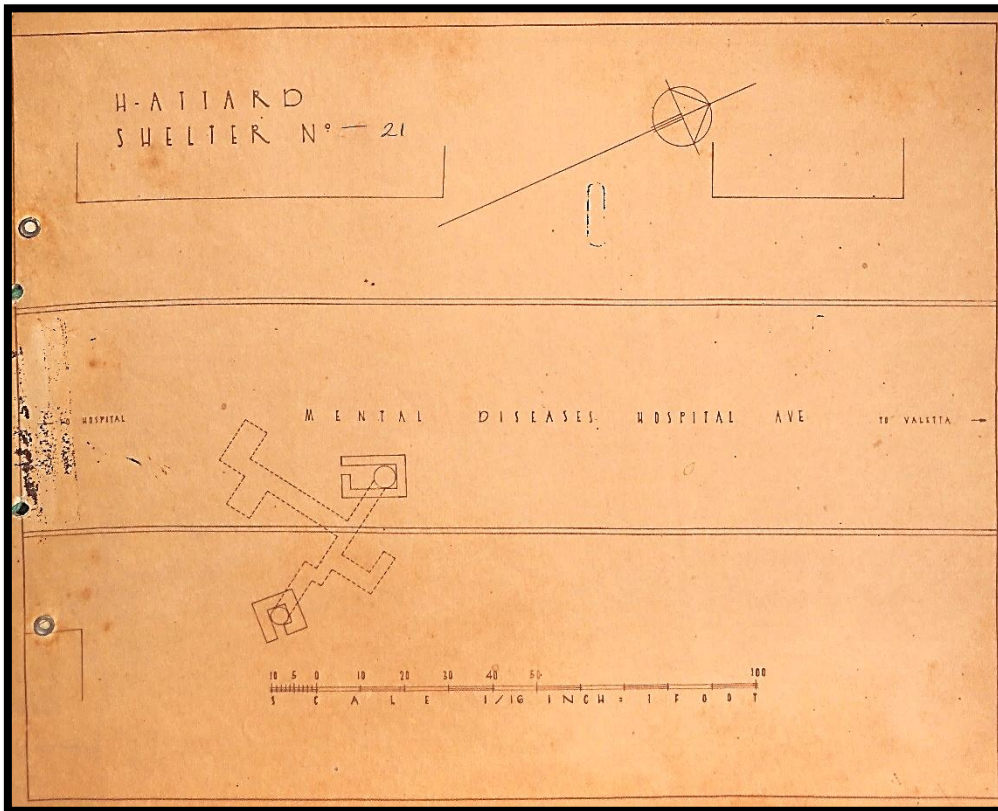 H-ATTARD
SHELTER Nº — 21
TO HOSPITAL
MENTAL DISEASES HOSPITAL AVE
TO VALETTA
10 5 0 10 20 30 40 50 100
SCALE 1/16 INCH = 1 FOOT